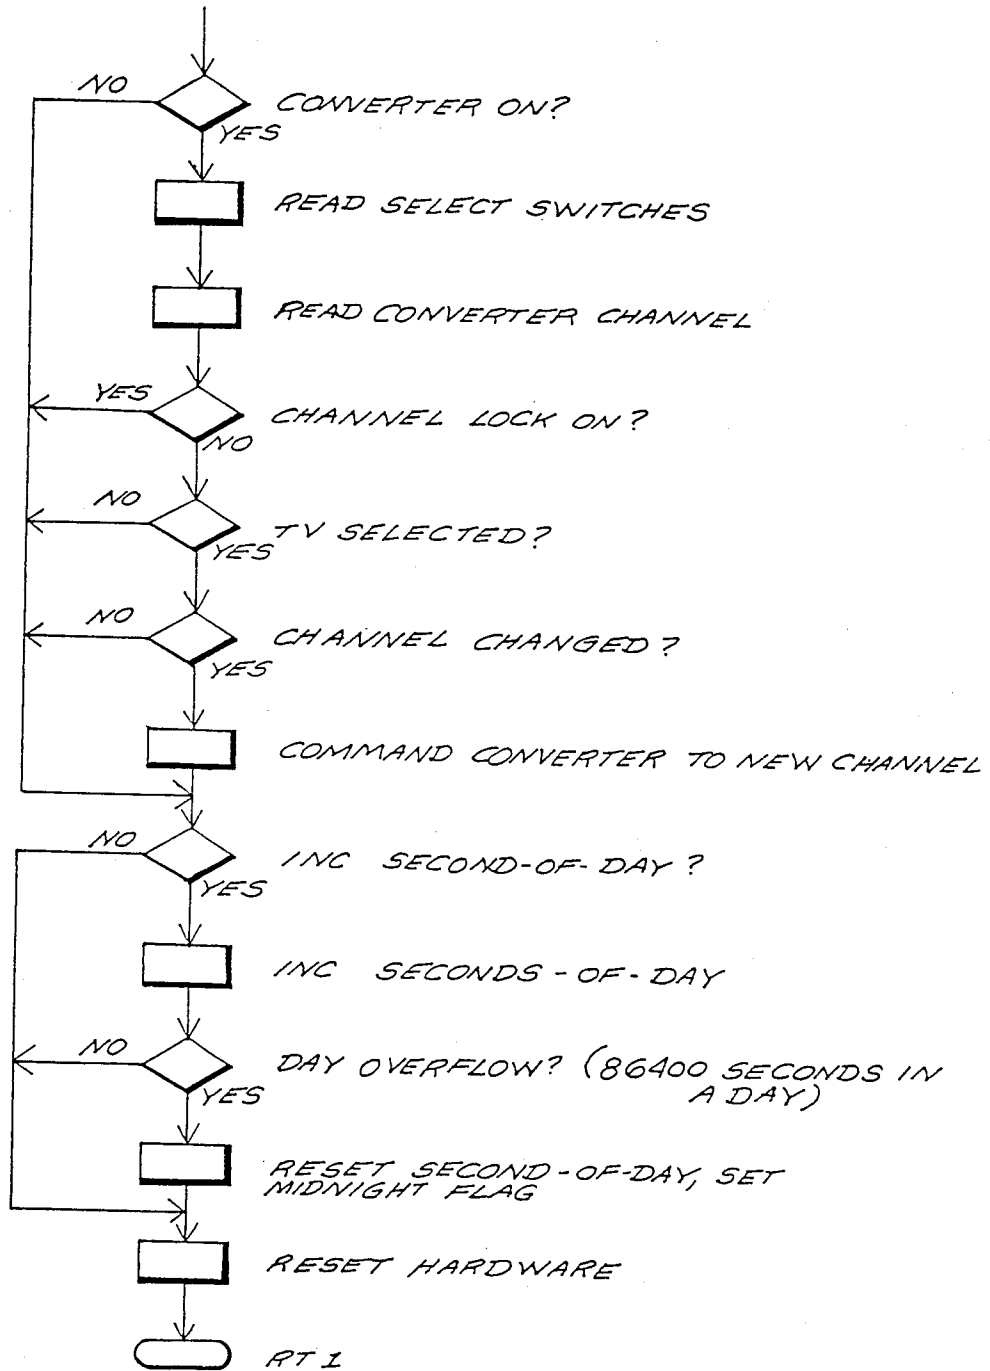 NO
CONVERTER ON?
YES
READ SELECT SWITCHES
READ CONVERTER CHANNEL
YES
CHANNEL LOCK ON?
NO
NO
TV SELECTED?
YES
NO
CHANNEL CHANGED?
YES
COMMAND CONVERTER TO NEW CHANNEL
NO
INC SECOND-OF-DAY?
YES
INC SECONDS-OF-DAY
NO
DAY OVERFLOW? (86400 SECONDS IN
A DAY)
YES
RESET SECOND-OF-DAY, SET
MIDNIGHT FLAG
RESET HARDWARE
RT1